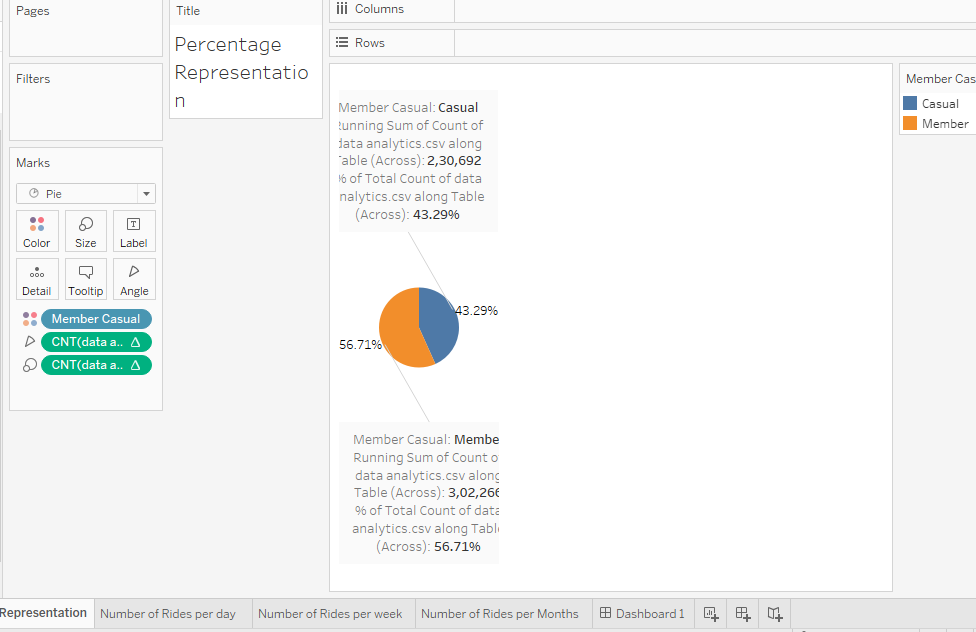 Pages
Title
Columns
Percentage
Representatio
n
Rows
Filters
Member Cas
Casual
Member
Member Casual: Casual
Running Sum of Count of
data analytics.csv along
Table (Across): 2,30,692
% of Total Count of data
analytics.csv along Table
(Across): 43.29%
Marks
Pie
Color
Size
Label
Detail
Tooltip
Angle
Member Casual
CNT(data a..
CNT(data a..
43.29%
56.71%
Member Casual: Membe
Running Sum of Count o
data analytics.csv along
Table (Across): 3,02,266
% of Total Count of data
analytics.csv along Table
(Across): 56.71%
Representation
Number of Rides per day
Number of Rides per week
Number of Rides per Months
Dashboard 1